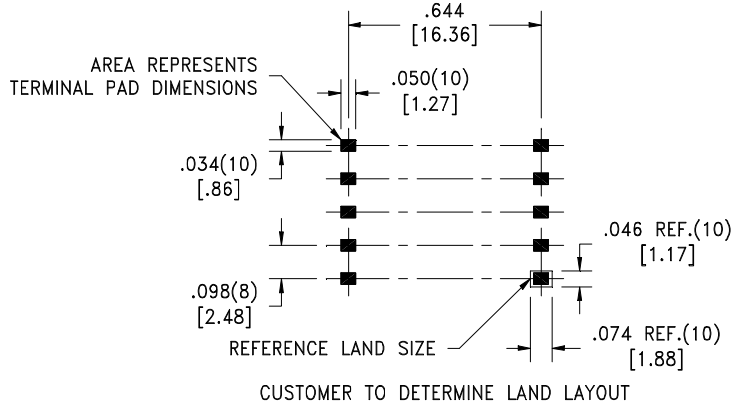 .644
[16.36]
AREA REPRESENTS
TERMINAL PAD DIMENSIONS
.050(10)
[1.27]
.034(10)
[.86]
.046 REF.(10)
[1.17]
.098(8)
[2.48]
REFERENCE LAND SIZE
.074 REF.(10)
[1.88]
CUSTOMER TO DETERMINE LAND LAYOUT